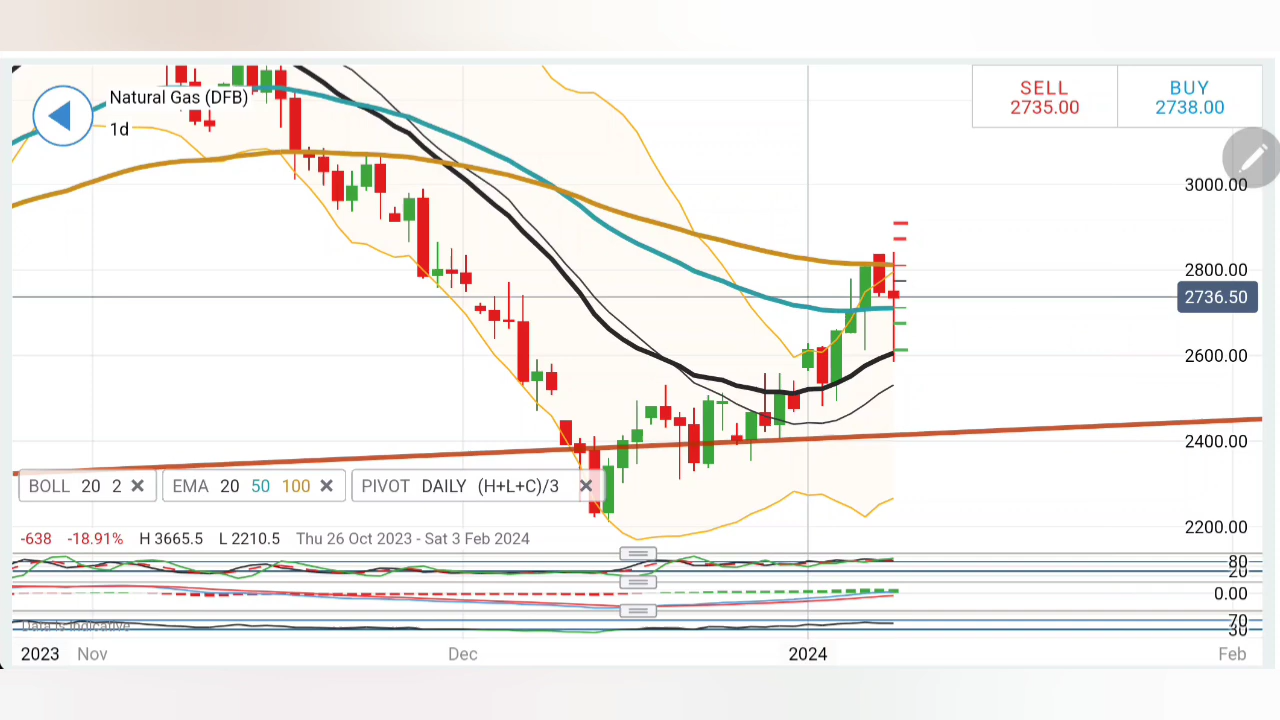 Natural Gas (DFB)
1d
SELL
2735.00
BUY
2738.00
3000.00
2800.00
2736.50
2600.00
2400.00
2200.00
BOLL 20 2
EMA 20 50 100
PIVOT DAILY (H+L+C)/3
-638 -18.91% H 3665.5 L 2210.5 Thu 26 Oct 2023 - Sat 3 Feb 2024
80
20
0.00
70
30
Data is indicative
2023 Nov Dec 2024 Feb